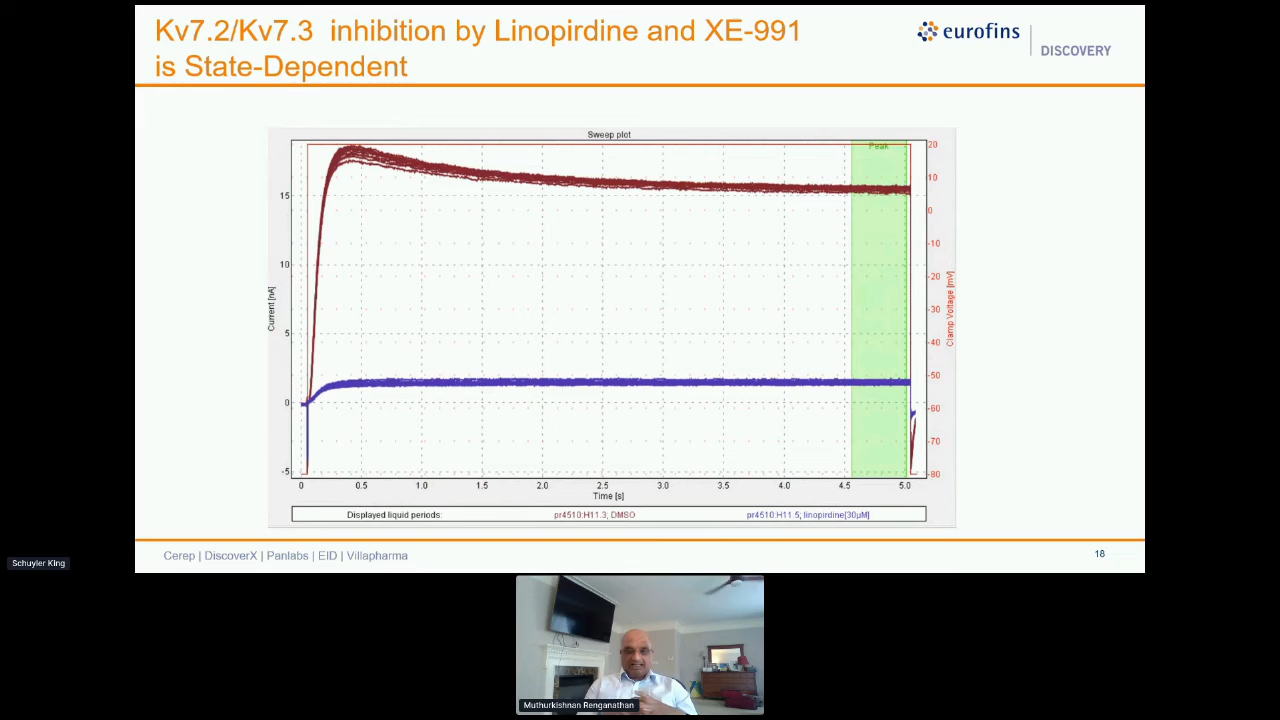 Kv7.2/Kv7.3 inhibition by Linopirdine and XE-991
is State-Dependent
eurofins
DISCOVERY
Sweep plot
Peak
15
10
5
0
-5
Current [nA]
20
10
0
-10
-20
-30
-40
-50
-60
-70
-80
Clamp Voltage [mV]
0 0.5 1.0 1.5 2.0 2.5 3.0 3.5 4.0 4.5 5.0
Time [s]
Displayed liquid periods: pr4510:H11.3; DMSO pr4510:H11.5; linopirdine[30µM]
Cerep | DiscoverX | Panlabs | EID | Villapharma
18
Schuyler King
Muthurkishnan Renganathan